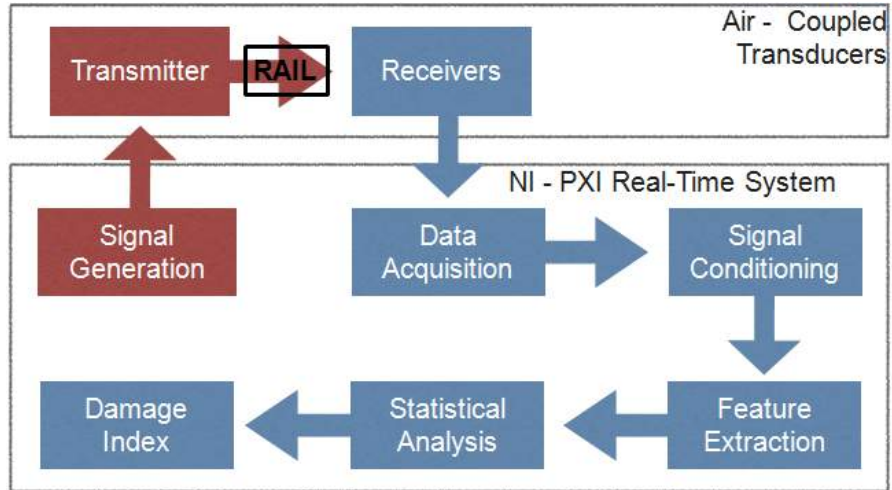 Air - Coupled
Transducers
Transmitter
RAIL
Receivers
NI - PXI Real-Time System
Signal
Generation
Data
Acquisition
Signal
Conditioning
Damage
Index
Statistical
Analysis
Feature
Extraction